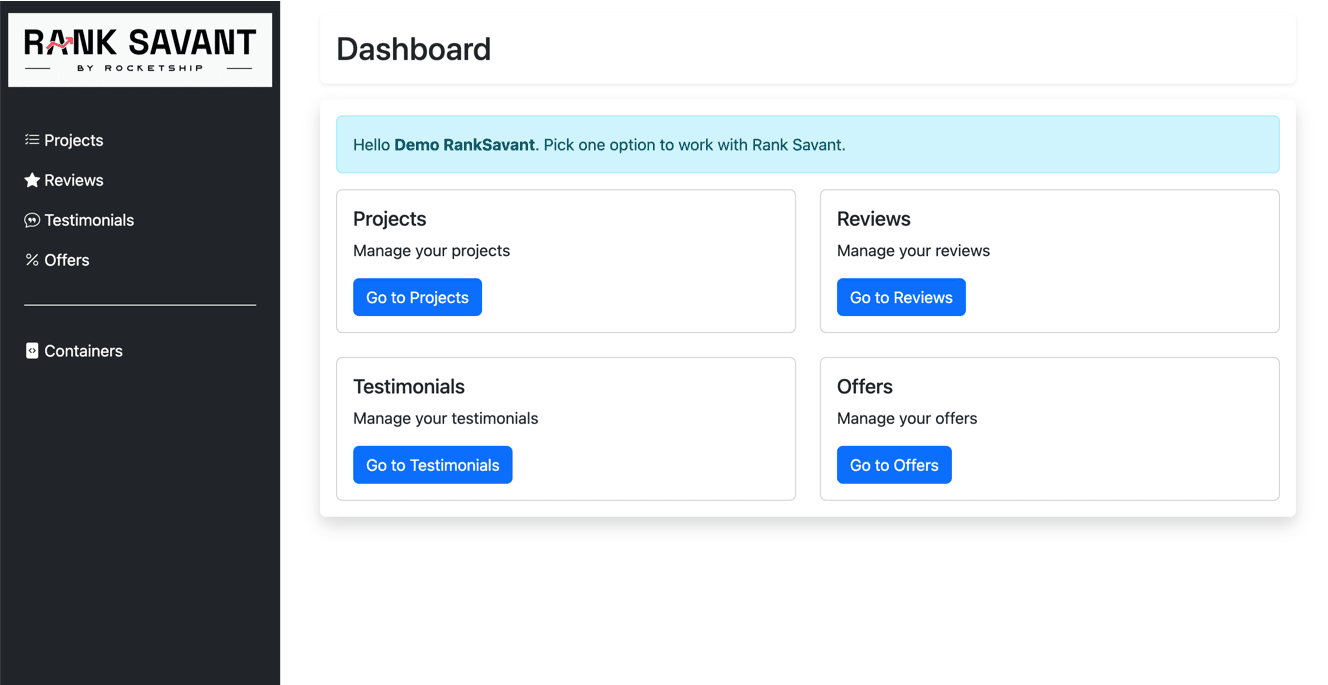 RANK SAVANT
BY ROCKETSHIP
Projects
Reviews
Testimonials
Offers
Containers
Dashboard
Hello Demo RankSavant. Pick one option to work with Rank Savant.
Projects
Manage your projects
Go to Projects
Reviews
Manage your reviews
Go to Reviews
Testimonials
Manage your testimonials
Go to Testimonials
Offers
Manage your offers
Go to Offers